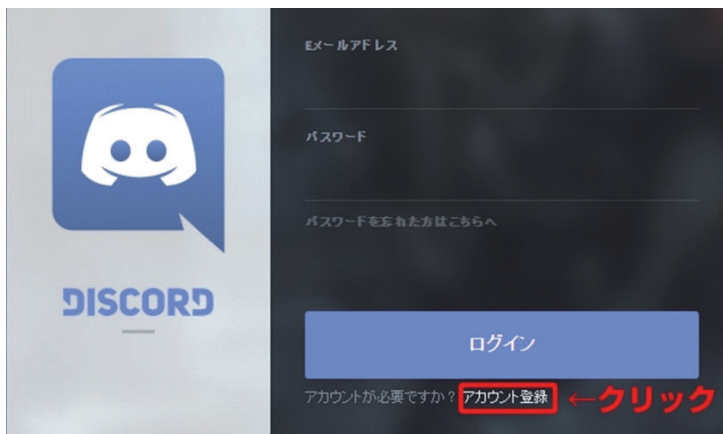 Eメールアドレス
パスワード
パスワードを忘れた方はこちらへ
DISCORD
ログイン
アカウントが必要ですか？アカウント登録 ←クリック